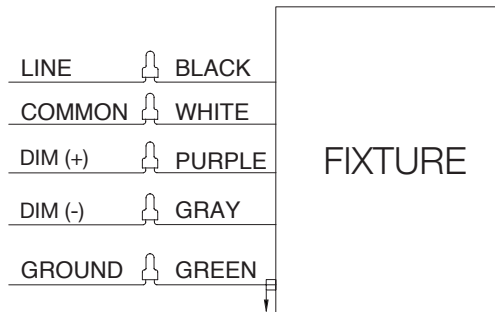 LINE BLACK
COMMON WHITE
DIM (+) PURPLE
FIXTURE
DIM (-) GRAY
GROUND GREEN